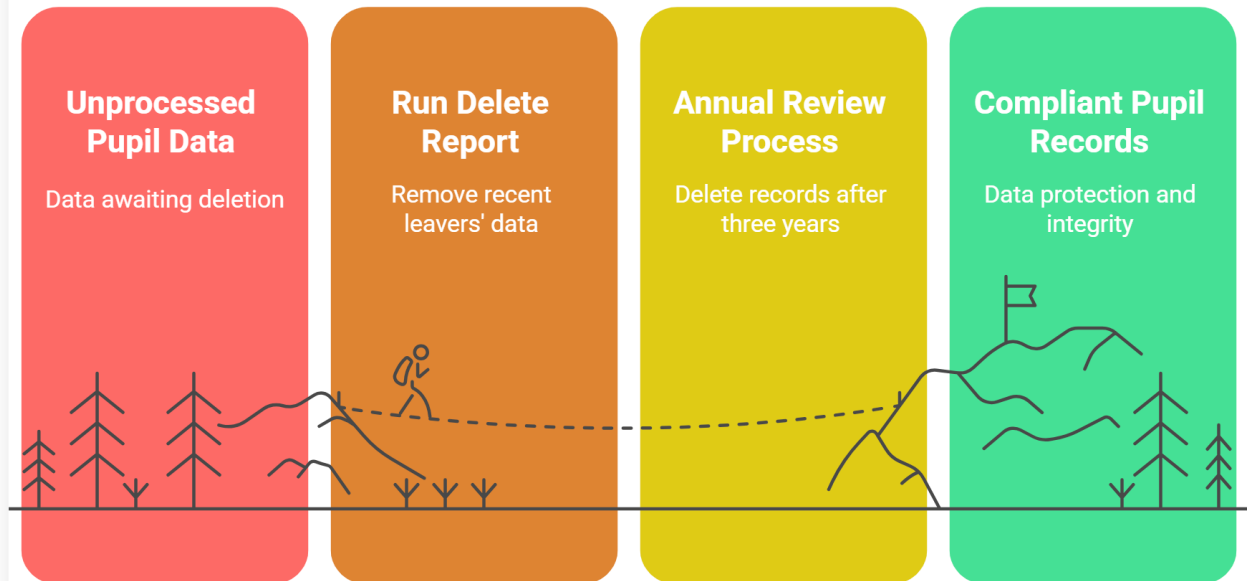 Unprocessed
Pupil Data
Data awaiting deletion
Run Delete
Report
Remove recent
leavers' data
Annual Review
Process
Delete records after
three years
Compliant Pupil
Records
Data protection and
integrity